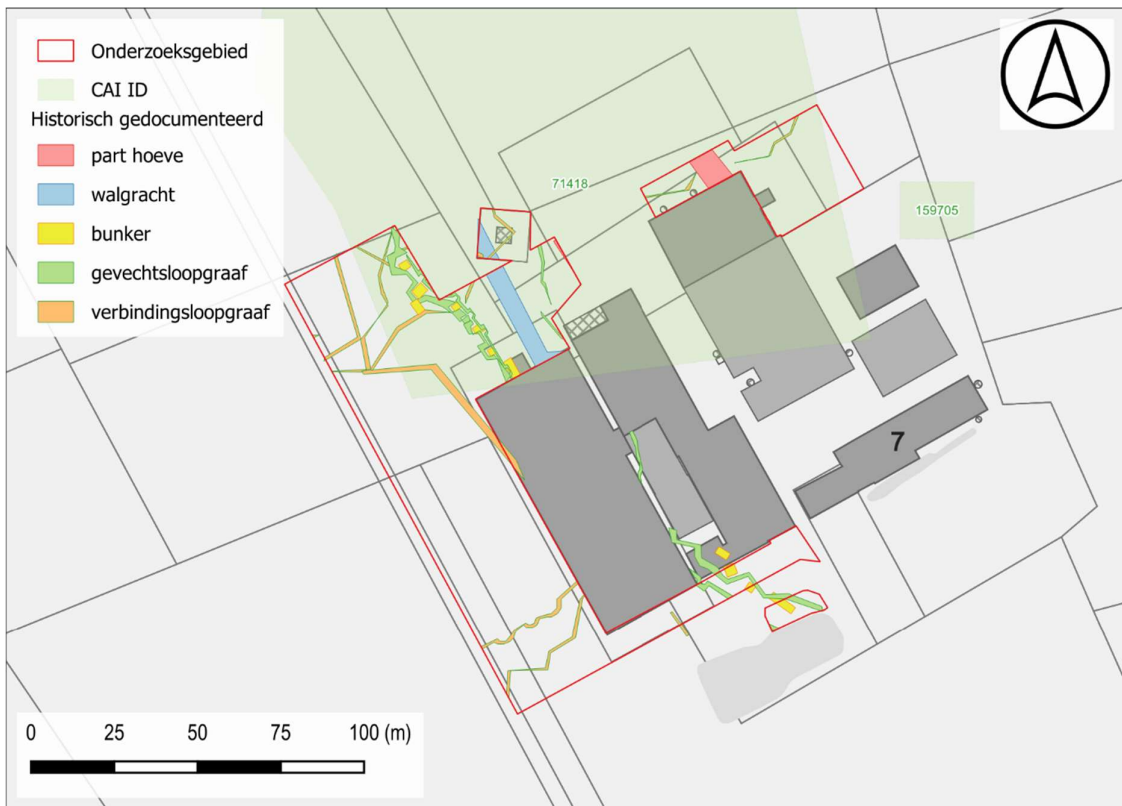 Onderzoeksgebied
CAI ID
Historisch gedocumenteerd
part hoeve
walgracht
bunker
gevechtsloopgraaf
verbindingsloopgraaf
71418
159705
7
0 25 50 75 100 (m)